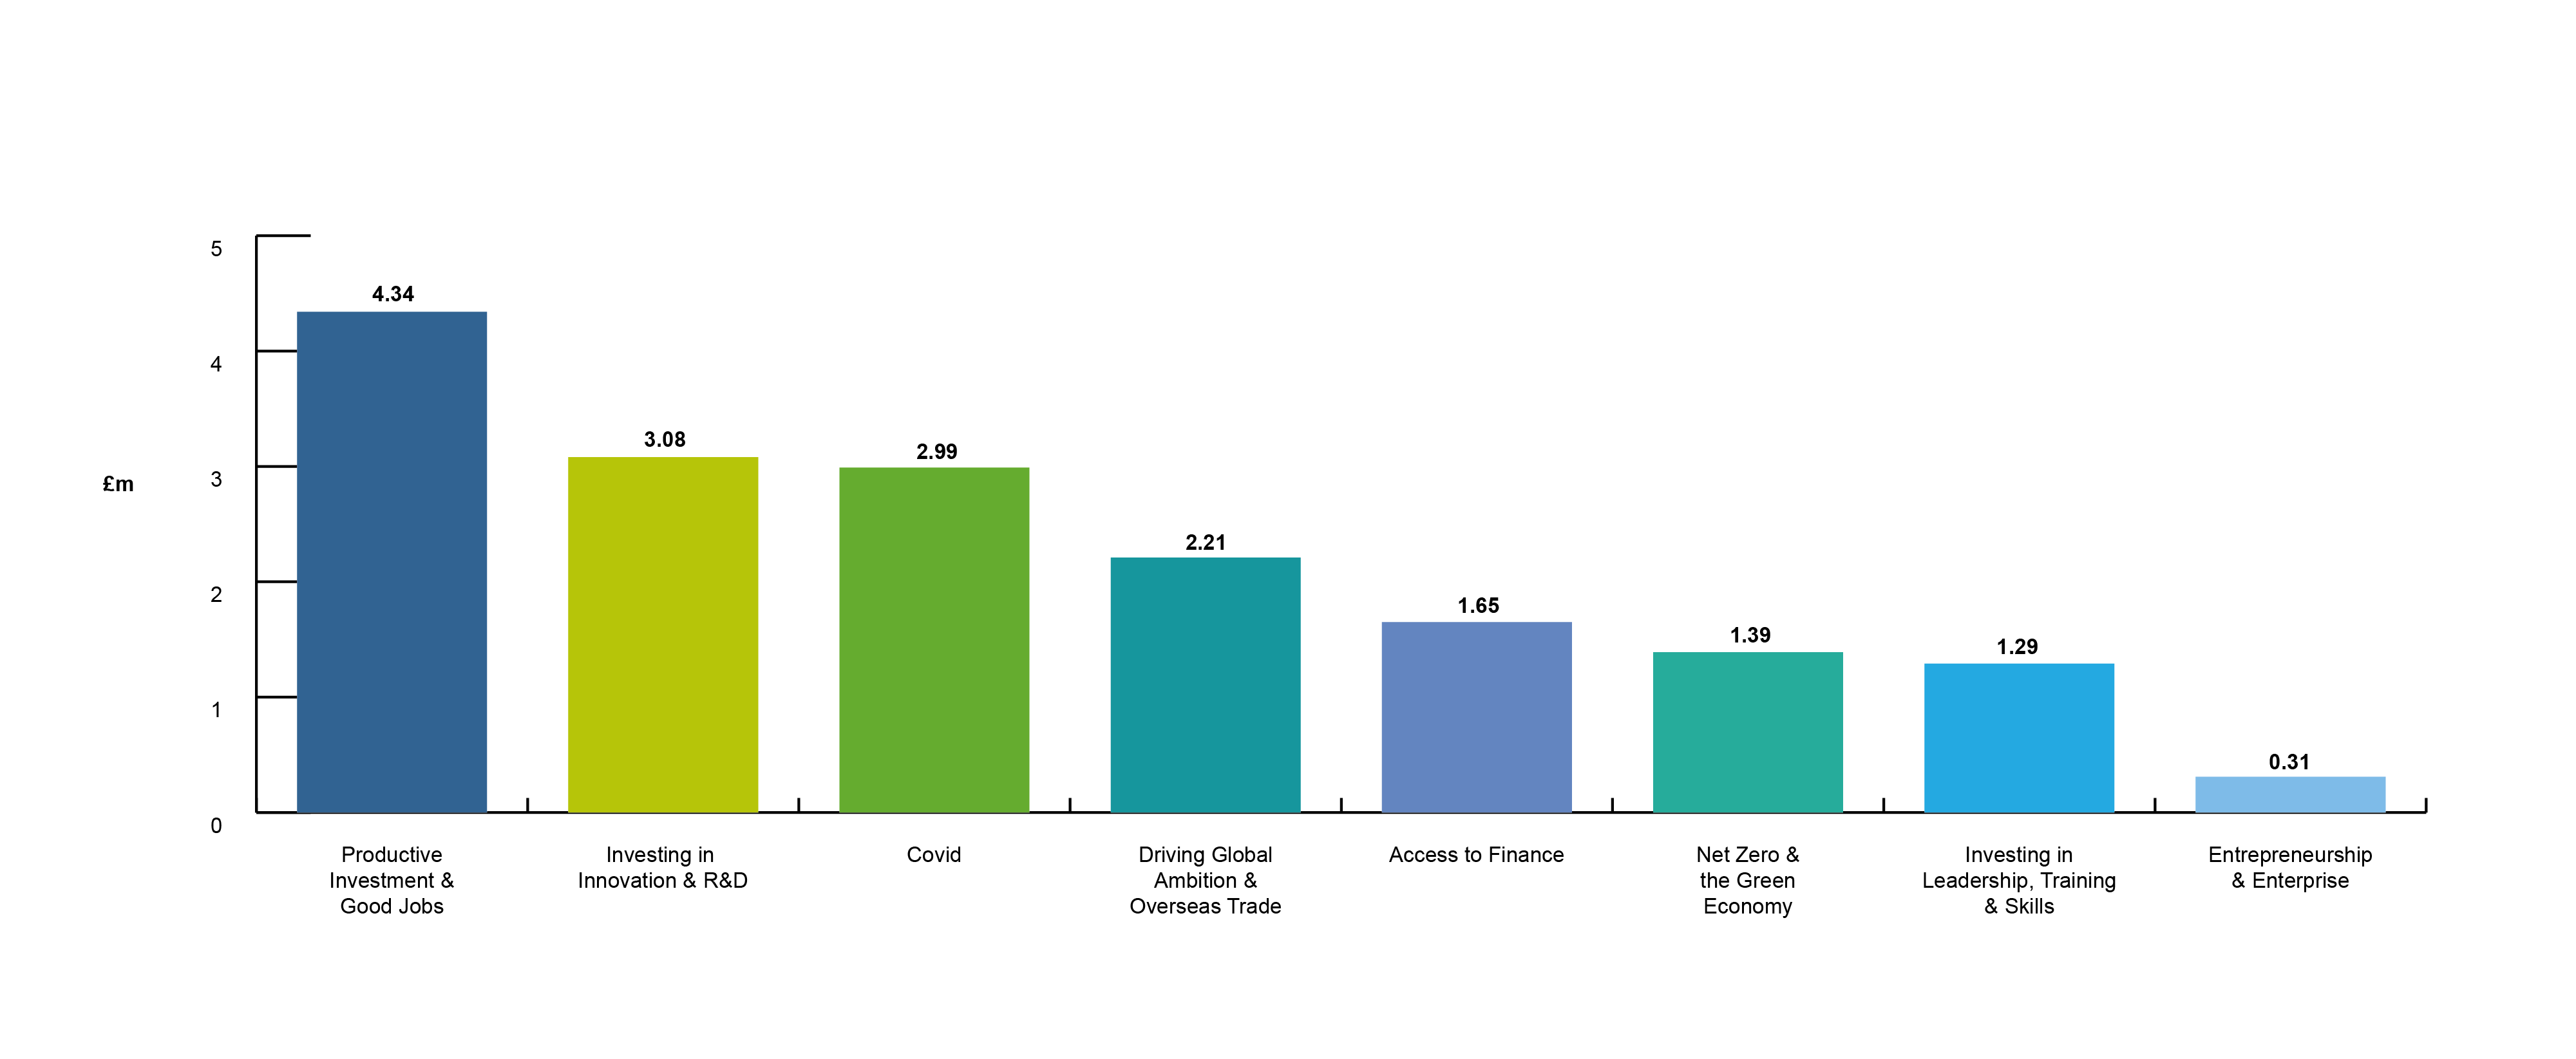 5
4.34
4
3.08
2.99
£m
3
2.21
2
1.65
1.39
1.29
1
0.31
0
Productive
Investment &
Good Jobs
Investing in
Innovation & R&D
Covid
Driving Global
Ambition &
Overseas Trade
Access to Finance
Net Zero &
the Green
Economy
Investing in
Leadership, Training
& Skills
Entrepreneurship
& Enterprise